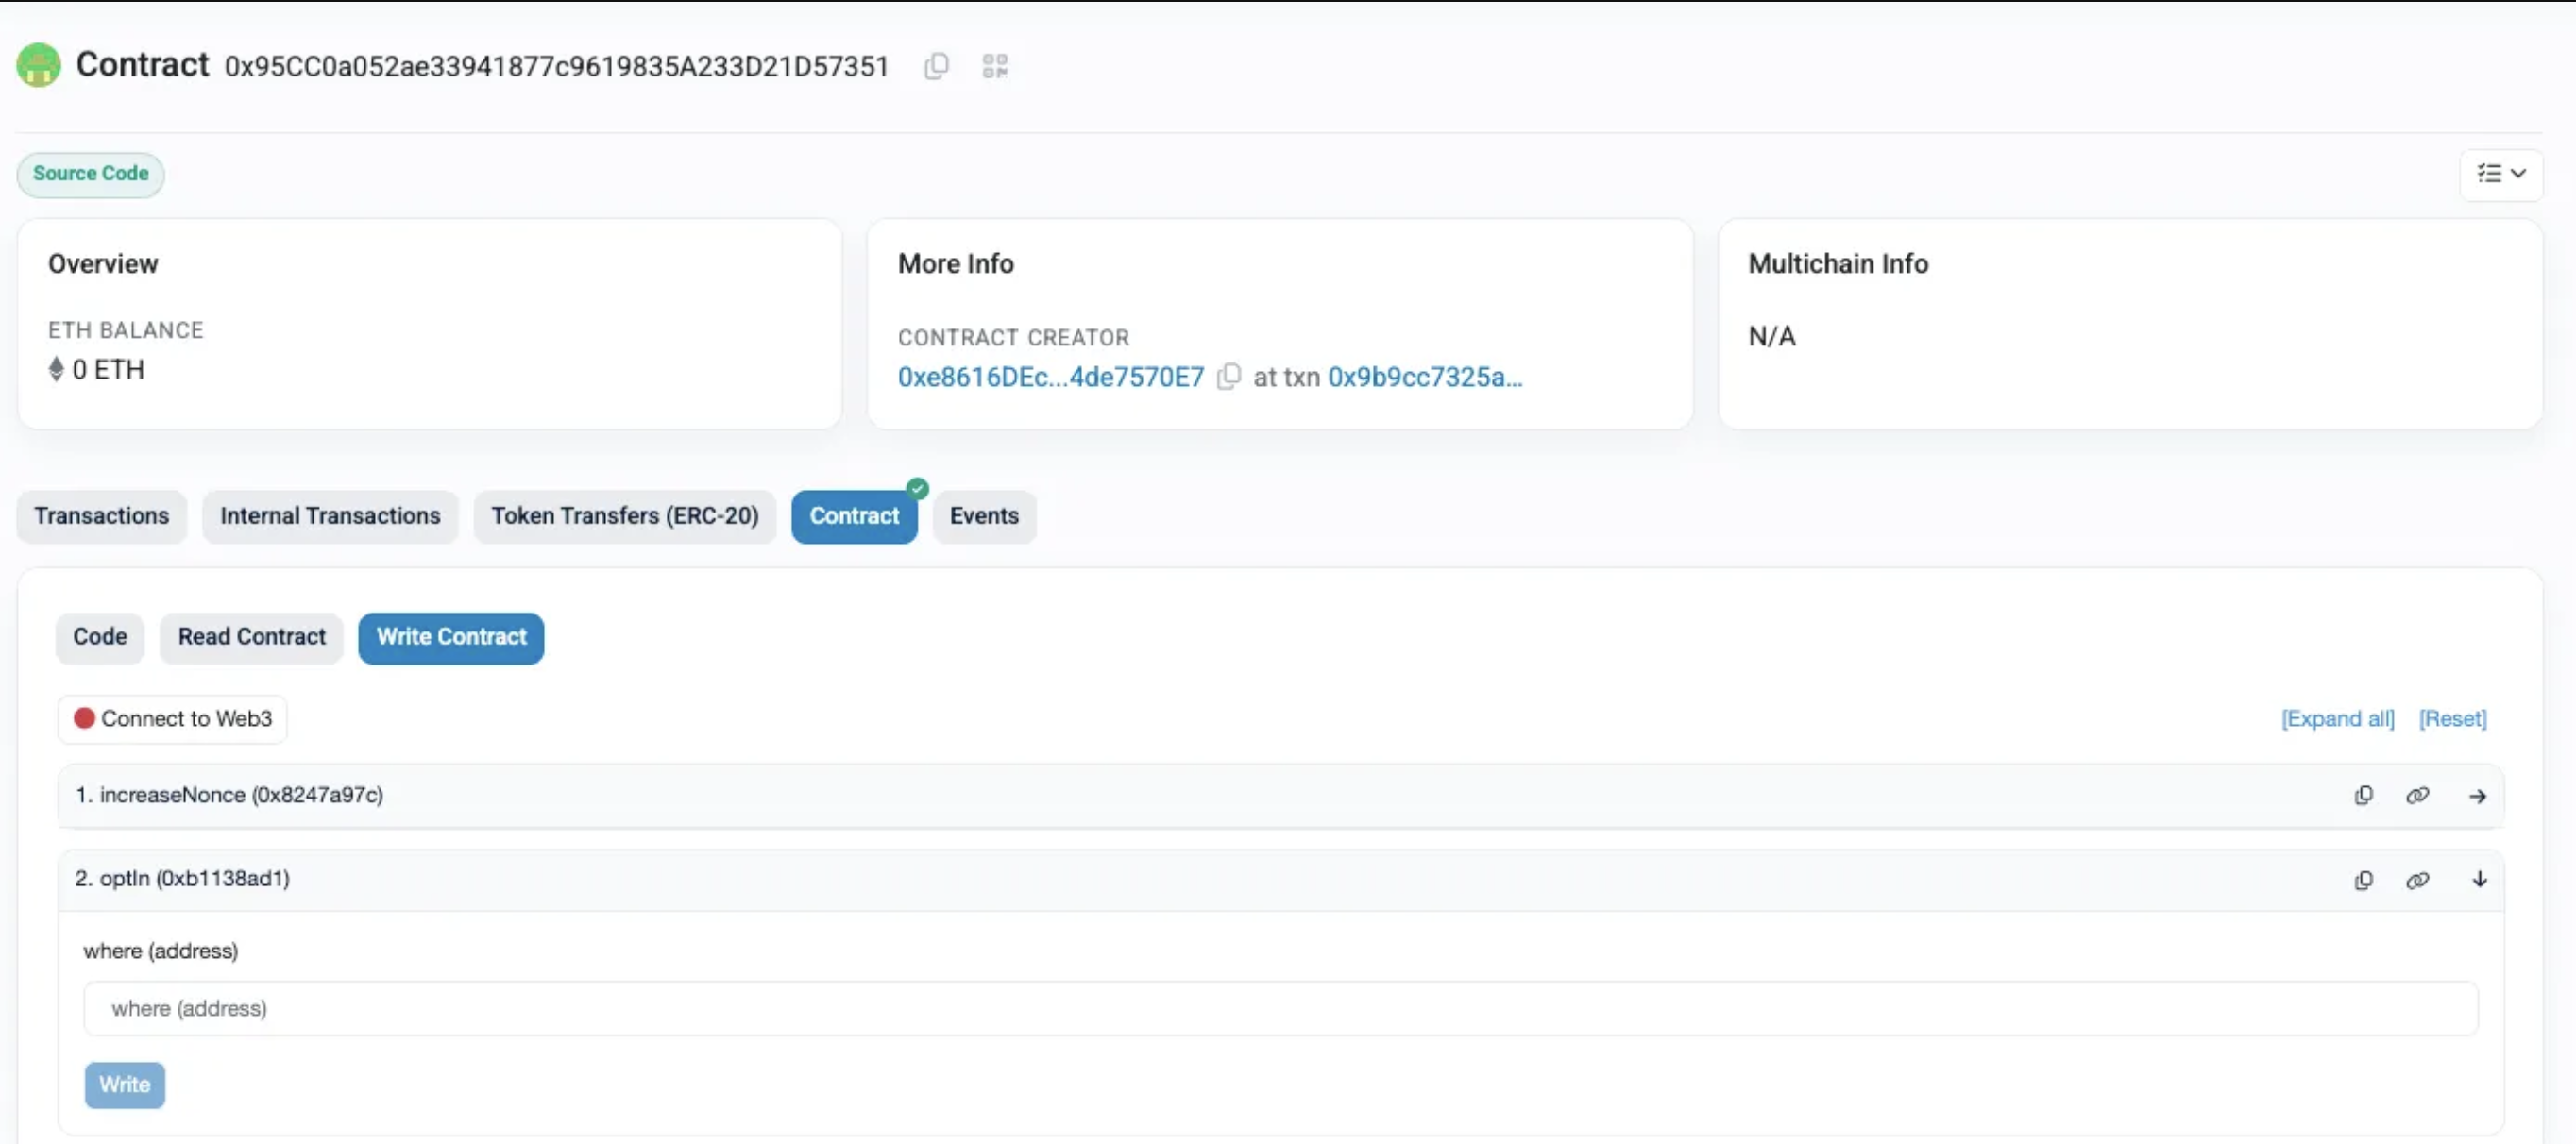 Contract 0x95CC0a052ae33941877c9619835A233D21D57351
Source Code
Overview
ETH BALANCE
0 ETH
More Info
CONTRACT CREATOR
0xe8616DEc...4de7570E7 at txn 0x9b9cc7325a...
Multichain Info
N/A
Transactions
Internal Transactions
Token Transfers (ERC-20)
Contract
Events
Code
Read Contract
Write Contract
Connect to Web3
[Expand all]
[Reset]
1. increaseNonce (0x8247a97c)
2. optIn (0xb1138ad1)
where (address)
where (address)
Write